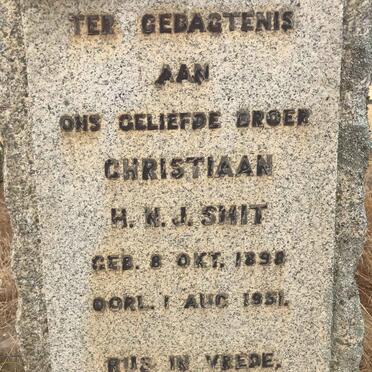 TER GEDAGTENIS
AAN
ONS GELIEFDE BROER
CHRISTIAAN
H. N. J. SMIT
GEB. 8 OKT. 1898
OORL. 1 AUG 1951.
RUS IN VREDE.